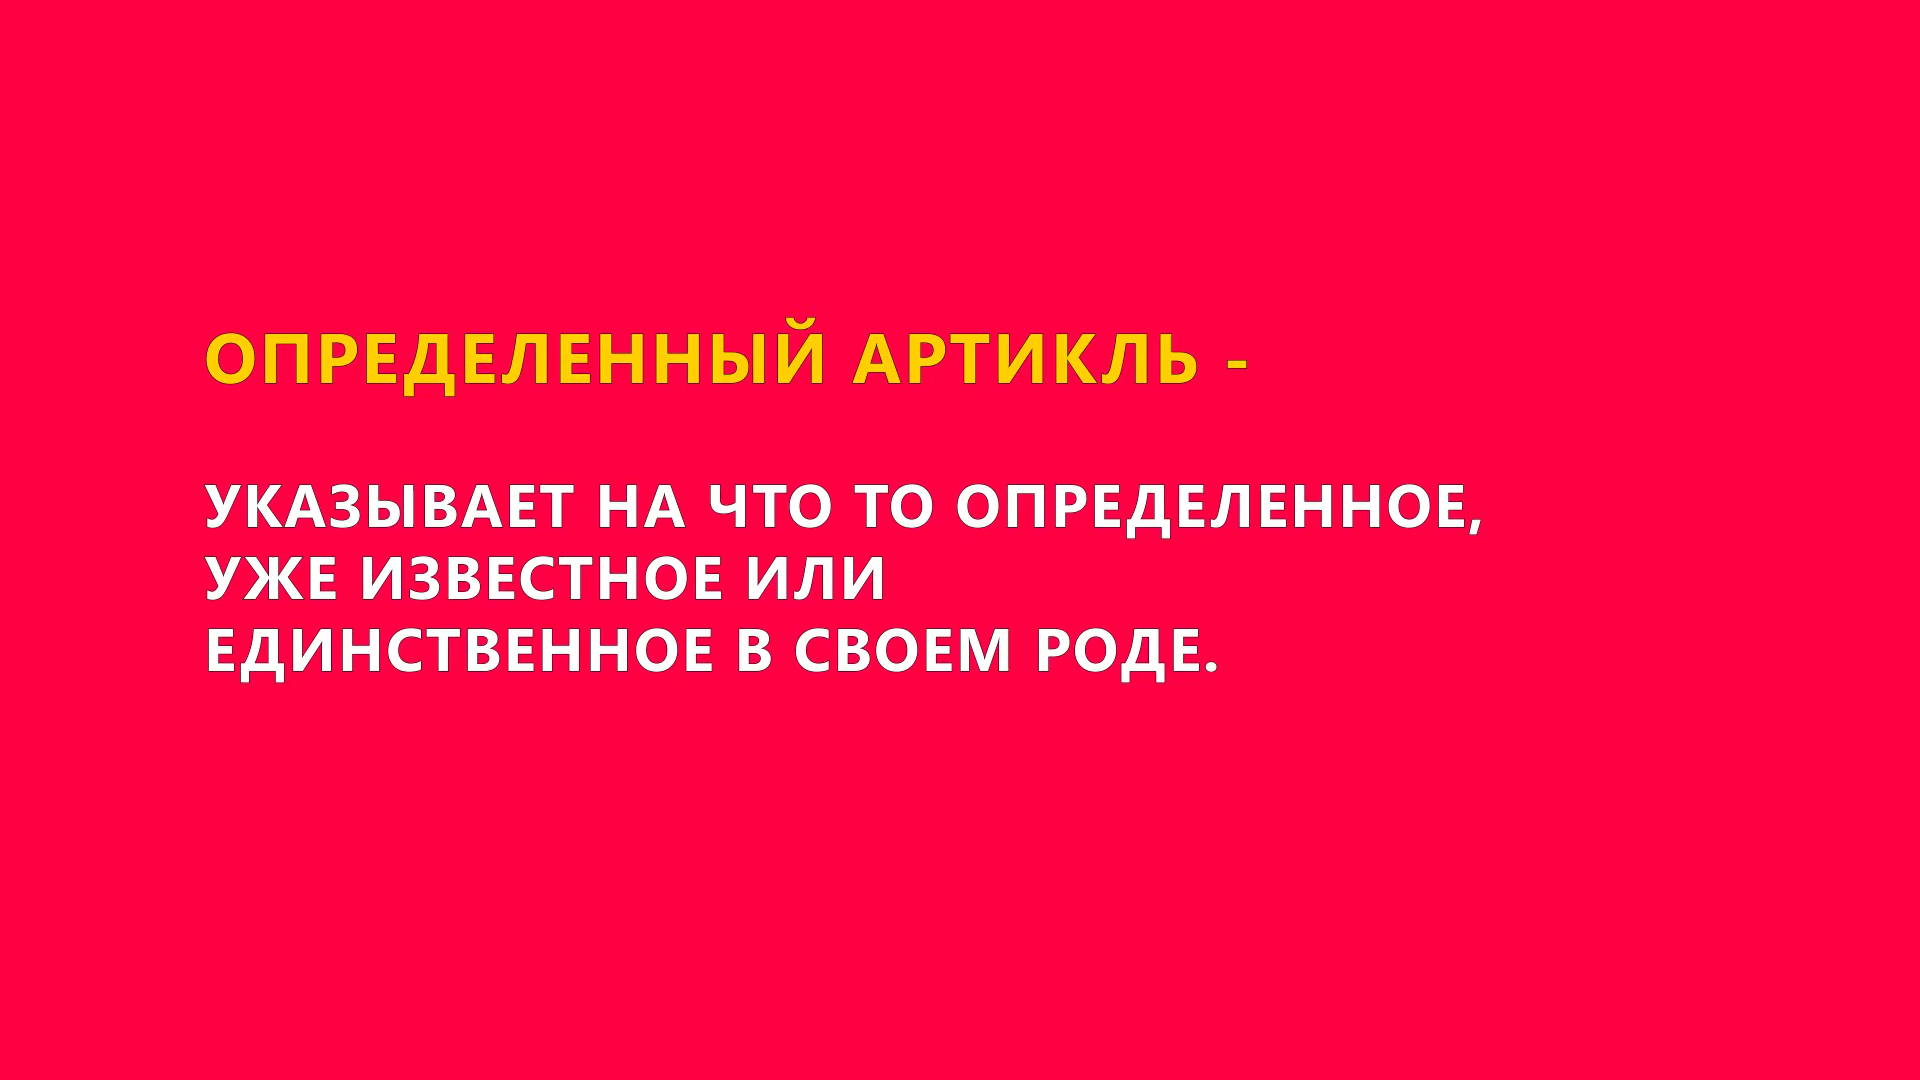 ОПРЕДЕЛЕННЫЙ АРТИКЛЬ -
УКАЗЫВАЕТ НА ЧТО ТО ОПРЕДЕЛЕННОЕ,
УЖЕ ИЗВЕСТНОЕ ИЛИ
ЕДИНСТВЕННОЕ В СВОЕМ РОДЕ.